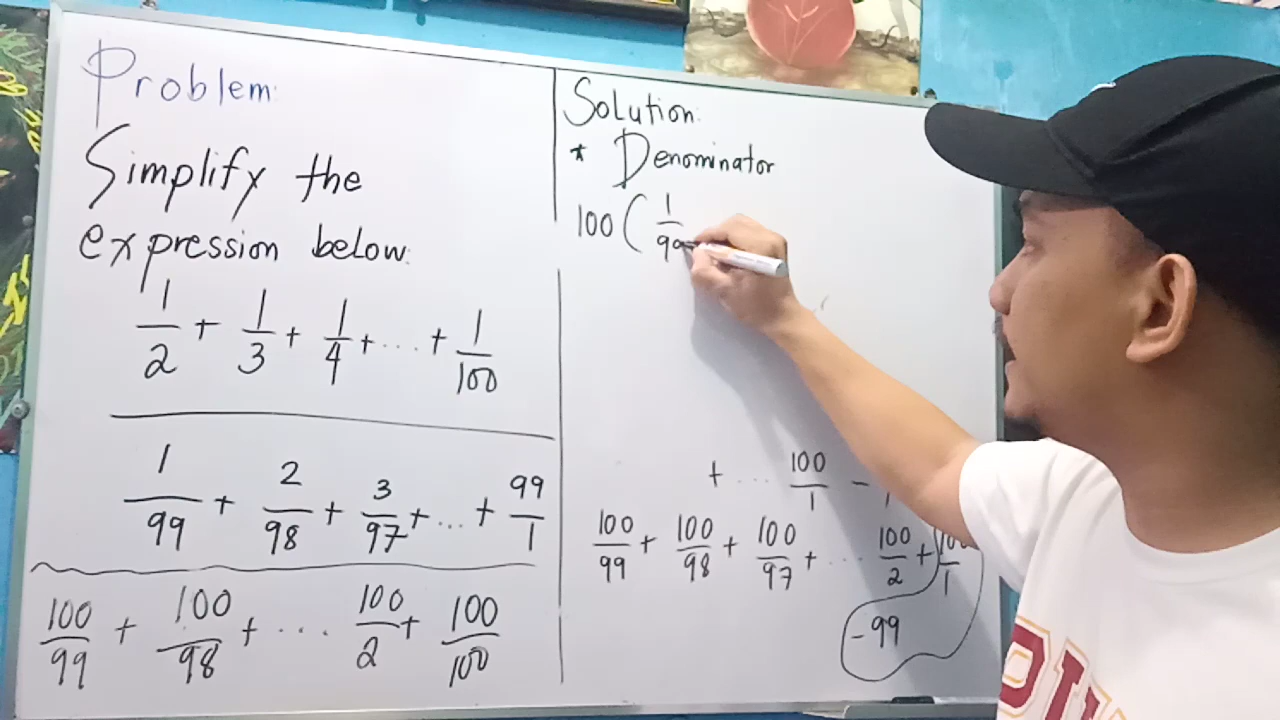 Problem:
Simplify the
expression below:
1/2 + 1/3 + 1/4 + ... + 1/100
1/99 + 2/98 + 3/97 + ... + 99/1
100/99 + 100/98 + ... 100/2 + 100/100
Solution:
* Denominator
100 ( 1/99
+ ... 100/1 -
100/99 + 100/98 + 100/97 + ... 100/2 + 100/1
-99